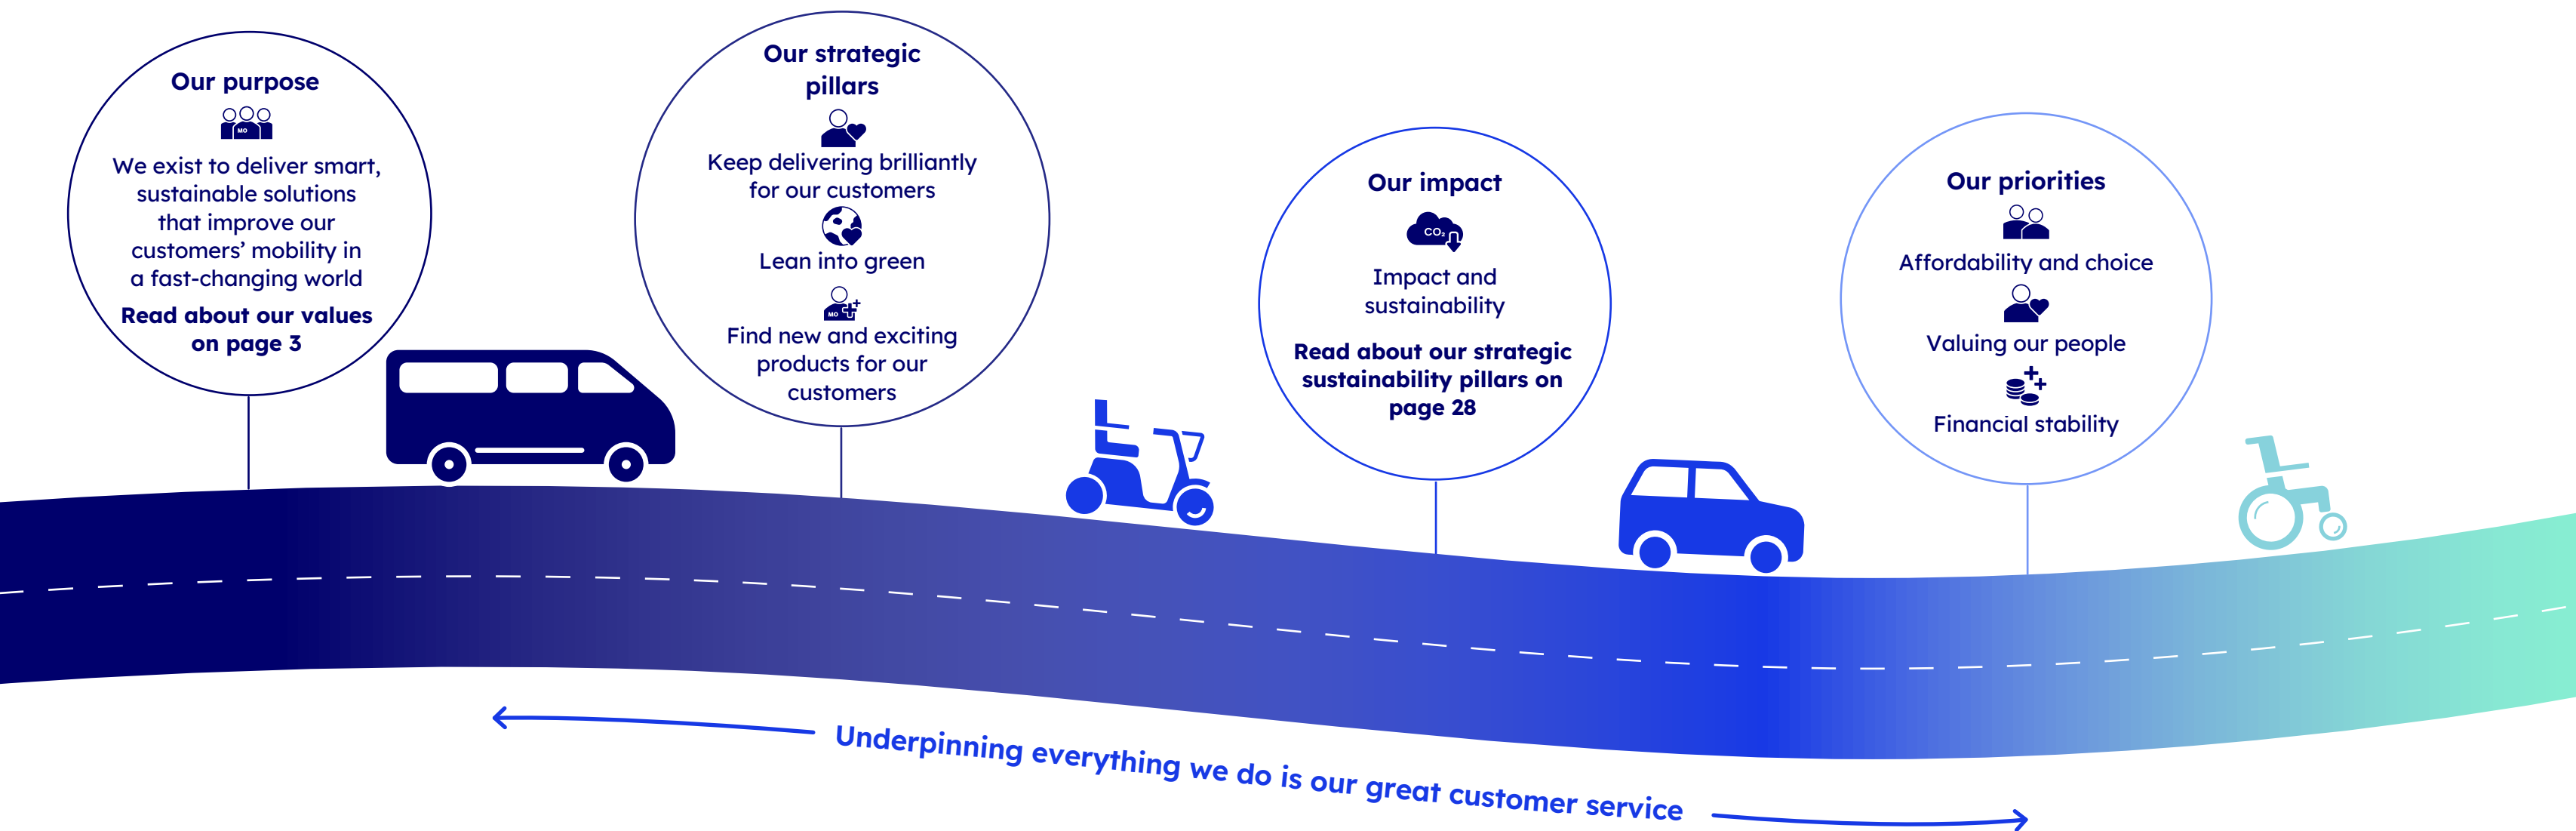 Our purpose
MO
We exist to deliver smart,
sustainable solutions
that improve our
customers’ mobility in
a fast-changing world
Read about our values
on page 3
Our strategic
pillars
Keep delivering brilliantly
for our customers
Lean into green
MO
Find new and exciting
products for our
customers
Our impact
CO₂
Impact and
sustainability
Read about our strategic
sustainability pillars on
page 28
Our priorities
Affordability and choice
Valuing our people
Financial stability
Underpinning everything we do is our great customer service